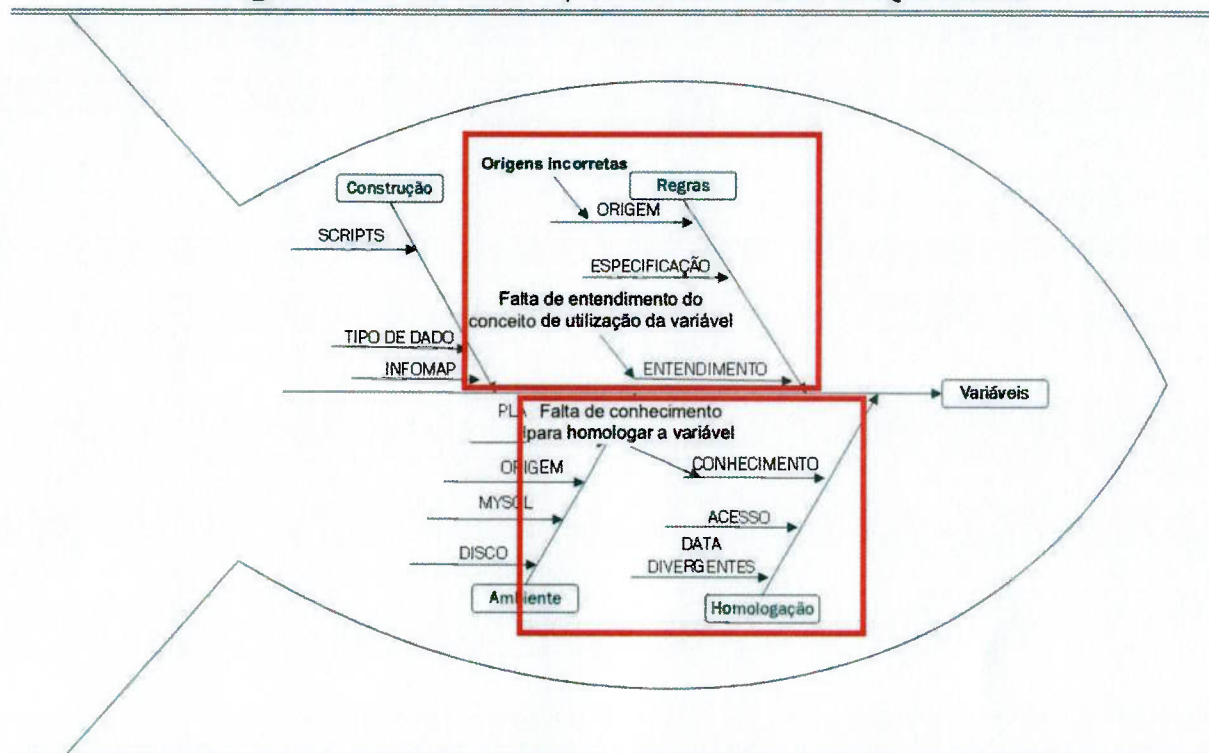 Origens incorretas
Construção
Regras
ORIGEM
SCRIPTS
ESPECIFICAÇÃO
Falta de entendimento do
conceito de utilização da variável
TIPO DE DADO
INFOMAP
ENTENDIMENTO
Variáveis
PLA
Falta de conhecimento
para homologar a variável
ORIGEM
CONHECIMENTO
MYSQL
ACESSO
DATA
DIVERGENTES
DISCO
Ambiente
Homologação